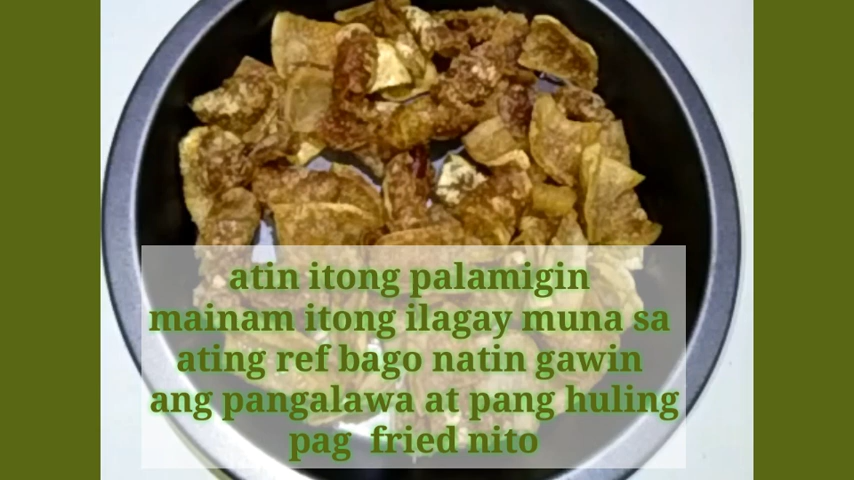 atin itong palamigin
mainam itong ilagay muna sa
ating ref bago natin gawin
ang pangalawa at pang huling
pag fried nito